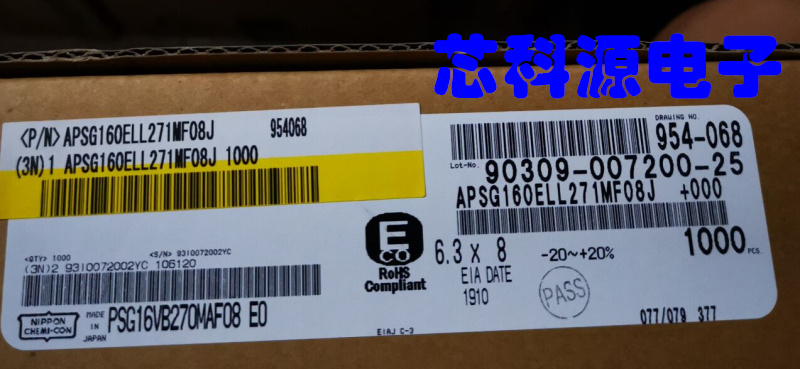 芯科源电子
<P/N>APSG160ELL271MF08J 954068
(3N)1 APSG160ELL271MF08J 1000
<QTY> 1000 <S/N> 9310072002YC
(3N)2 9310072002YC 106120
NIPPON
CHEMI-CON
MADE
IN
JAPAN
PSG16VB270MAF08 E0
DRAWING NO.
954-068
Lot-No.
90309-007200-25
APSG160ELL271MF08J +000
E
CO
RoHS
Compliant
6.3 x 8
-20~+20%
1000 PCS.
EIA DATE
1910
PASS
077/079 377
EIAJ C-3